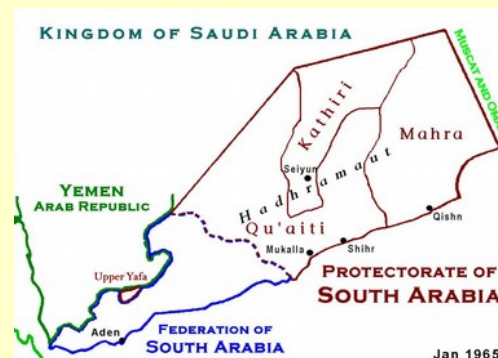 KINGDOM OF SAUDI ARABIA
MUSCAT AND OMAN
Kathiri
Mahra
Seiyun
Hadhramaut
YEMEN
ARAB REPUBLIC
Qu'aiti
Qishn
Mukalla
Shihr
Upper Yafa
PROTECTORATE OF
SOUTH ARABIA
Aden
FEDERATION OF
SOUTH ARABIA
Jan 1965